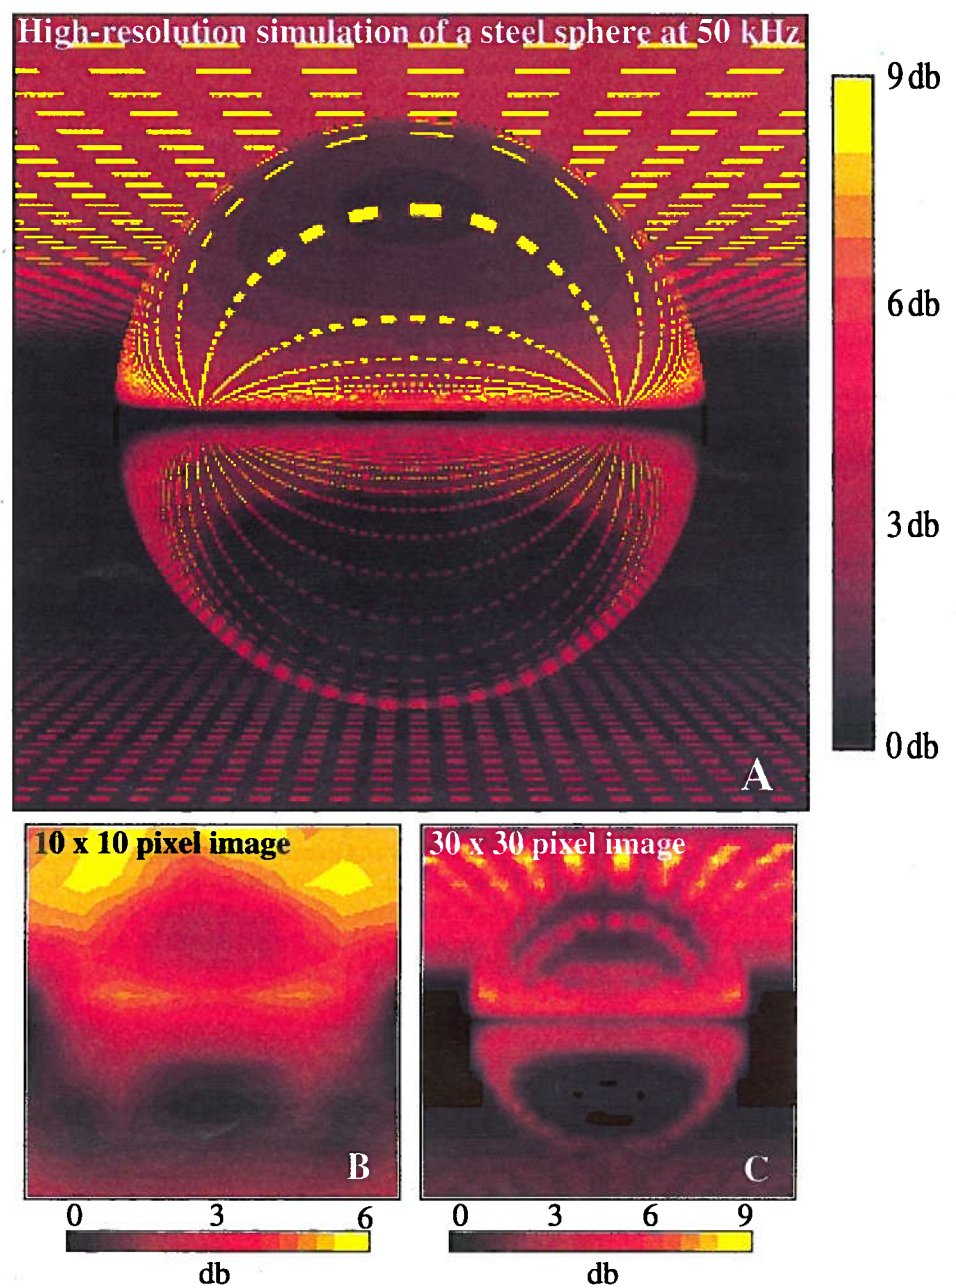 High-resolution simulation of a steel sphere at 50 kHz
9 db
6 db
3 db
0 db
A
10 x 10 pixel image
B
30 x 30 pixel image
C
0 3 6
db
0 3 6 9
db